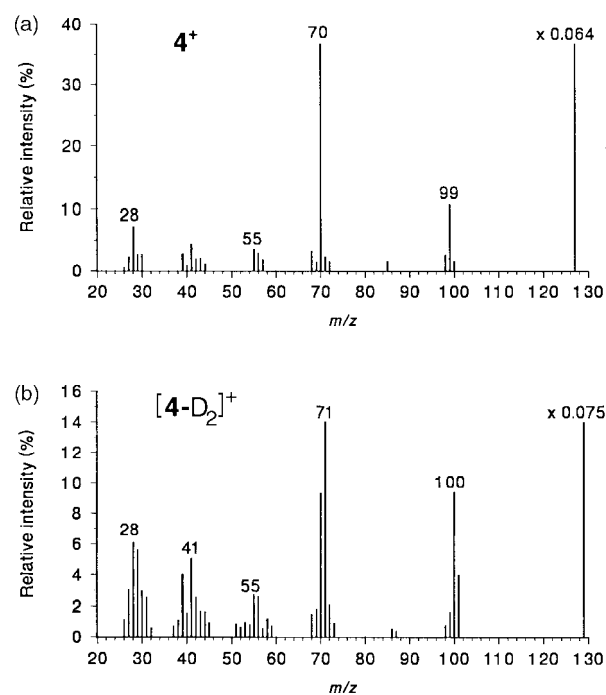 (a)
4⁺
Relative intensity (%)
40
30
20
10
0
28
55
70
99
x 0.064
20 30 40 50 60 70 80 90 100 110 120 130
m/z
(b)
[4-D₂]⁺
Relative intensity (%)
16
14
12
10
8
6
4
2
0
28
41
55
71
100
x 0.075
20 30 40 50 60 70 80 90 100 110 120 130
m/z